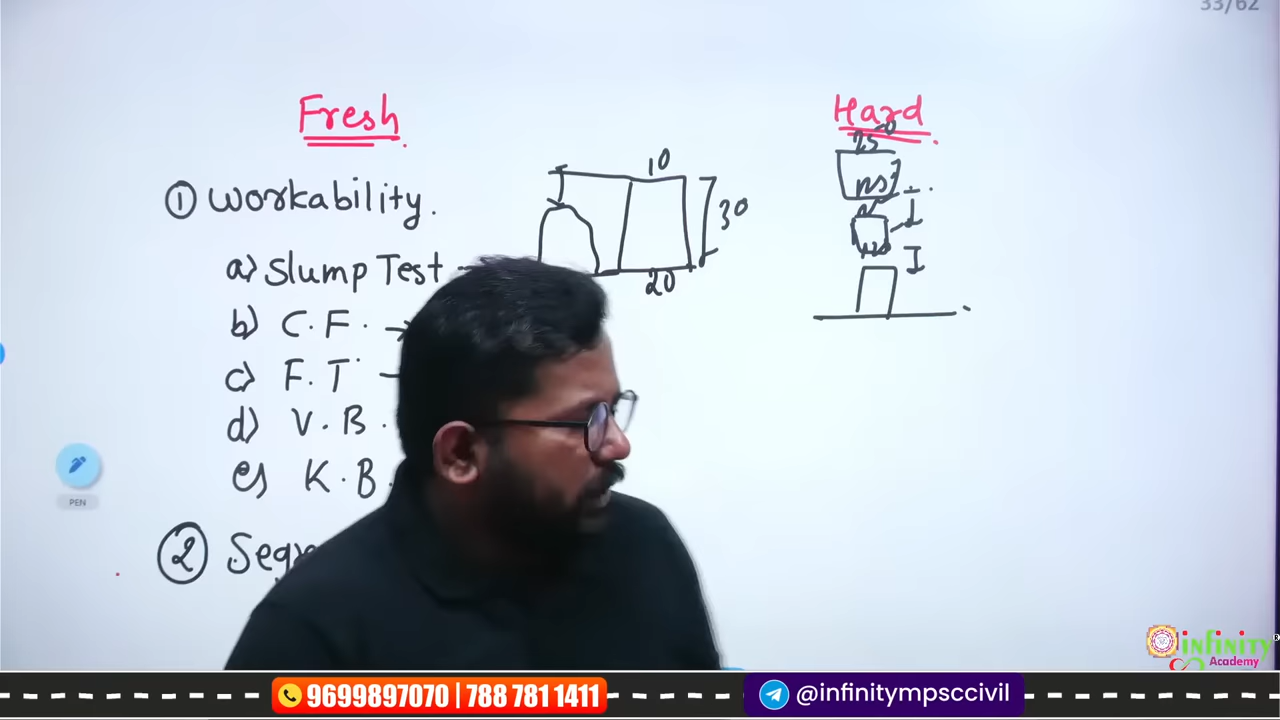 33/62
Fresh
Hard
① Workability.
10
30
20
a) Slump Test
b) C.F.
c) F.T
d) V.B.
e) K.B.
②
PEN
infinity
Academy
9699897070 | 788 781 1411
@infinitympsccivil